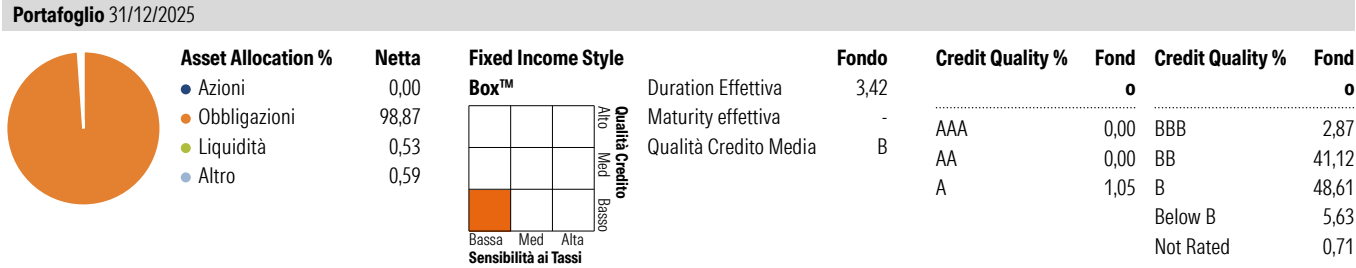 Portafoglio 31/12/2025
Asset Allocation % Netta
Azioni 0,00
Obbligazioni 98,87
Liquidità 0,53
Altro 0,59
Fixed Income Style
Box™
Alto Med Basso
Qualità Credito
Bassa Med Alta
Sensibilità ai Tassi
Fondo
Duration Effettiva 3,42
Maturity effettiva -
Qualità Credito Media B
Credit Quality % Fond
o
AAA 0,00
AA 0,00
A 1,05
Credit Quality % Fond
o
BBB 2,87
BB 41,12
B 48,61
Below B 5,63
Not Rated 0,71